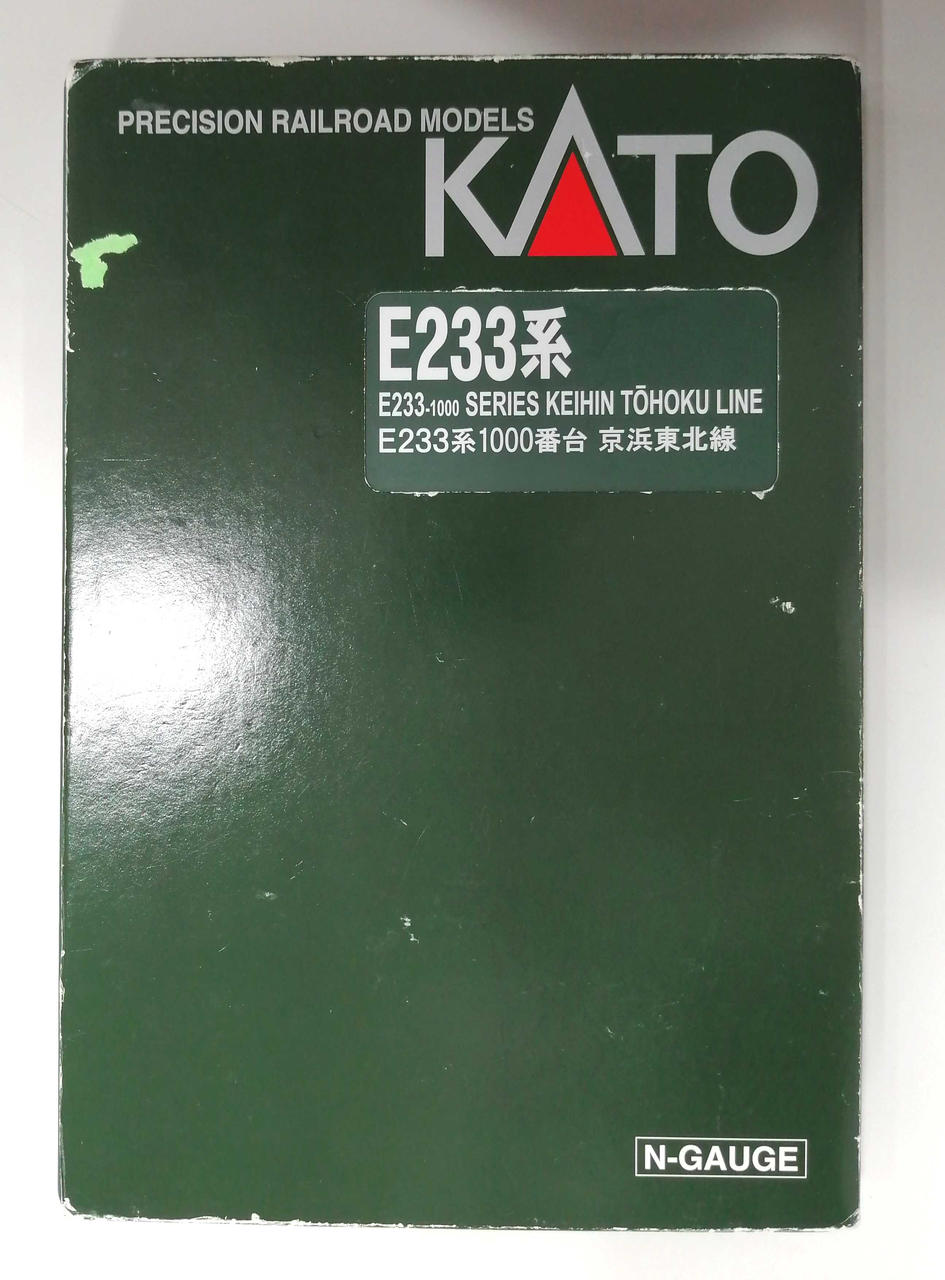 PRECISION RAILROAD MODELS
KATO
E233系
E233-1000 SERIES KEIHIN TŌHOKU LINE
E233系1000番台 京浜東北線
N-GAUGE